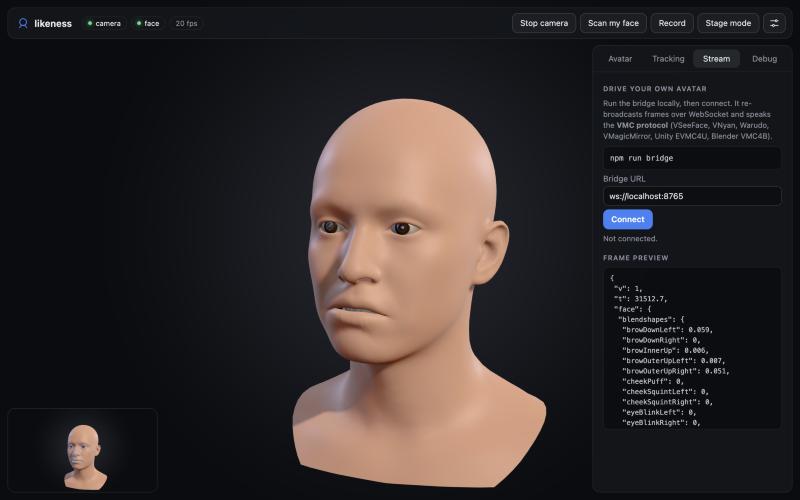 likeness
camera
face
20 fps
Stop camera
Scan my face
Record
Stage mode
Avatar
Tracking
Stream
Debug
DRIVE YOUR OWN AVATAR
Run the bridge locally, then connect. It re-
broadcasts frames over WebSocket and speaks
the VMC protocol (VSeeFace, VNyan, Warudo,
VMagicMirror, Unity EVMC4U, Blender VMC4B).
npm run bridge
Bridge URL
ws://localhost:8765
Connect
Not connected.
FRAME PREVIEW
{
"v": 1,
"t": 31512.7,
"face": {
"blendshapes": {
"browDownLeft": 0.059,
"browDownRight": 0,
"browInnerUp": 0.006,
"browOuterUpLeft": 0.007,
"browOuterUpRight": 0.051,
"cheekPuff": 0,
"cheekSquintLeft": 0,
"cheekSquintRight": 0,
"eyeBlinkLeft": 0,
"eyeBlinkRight": 0,